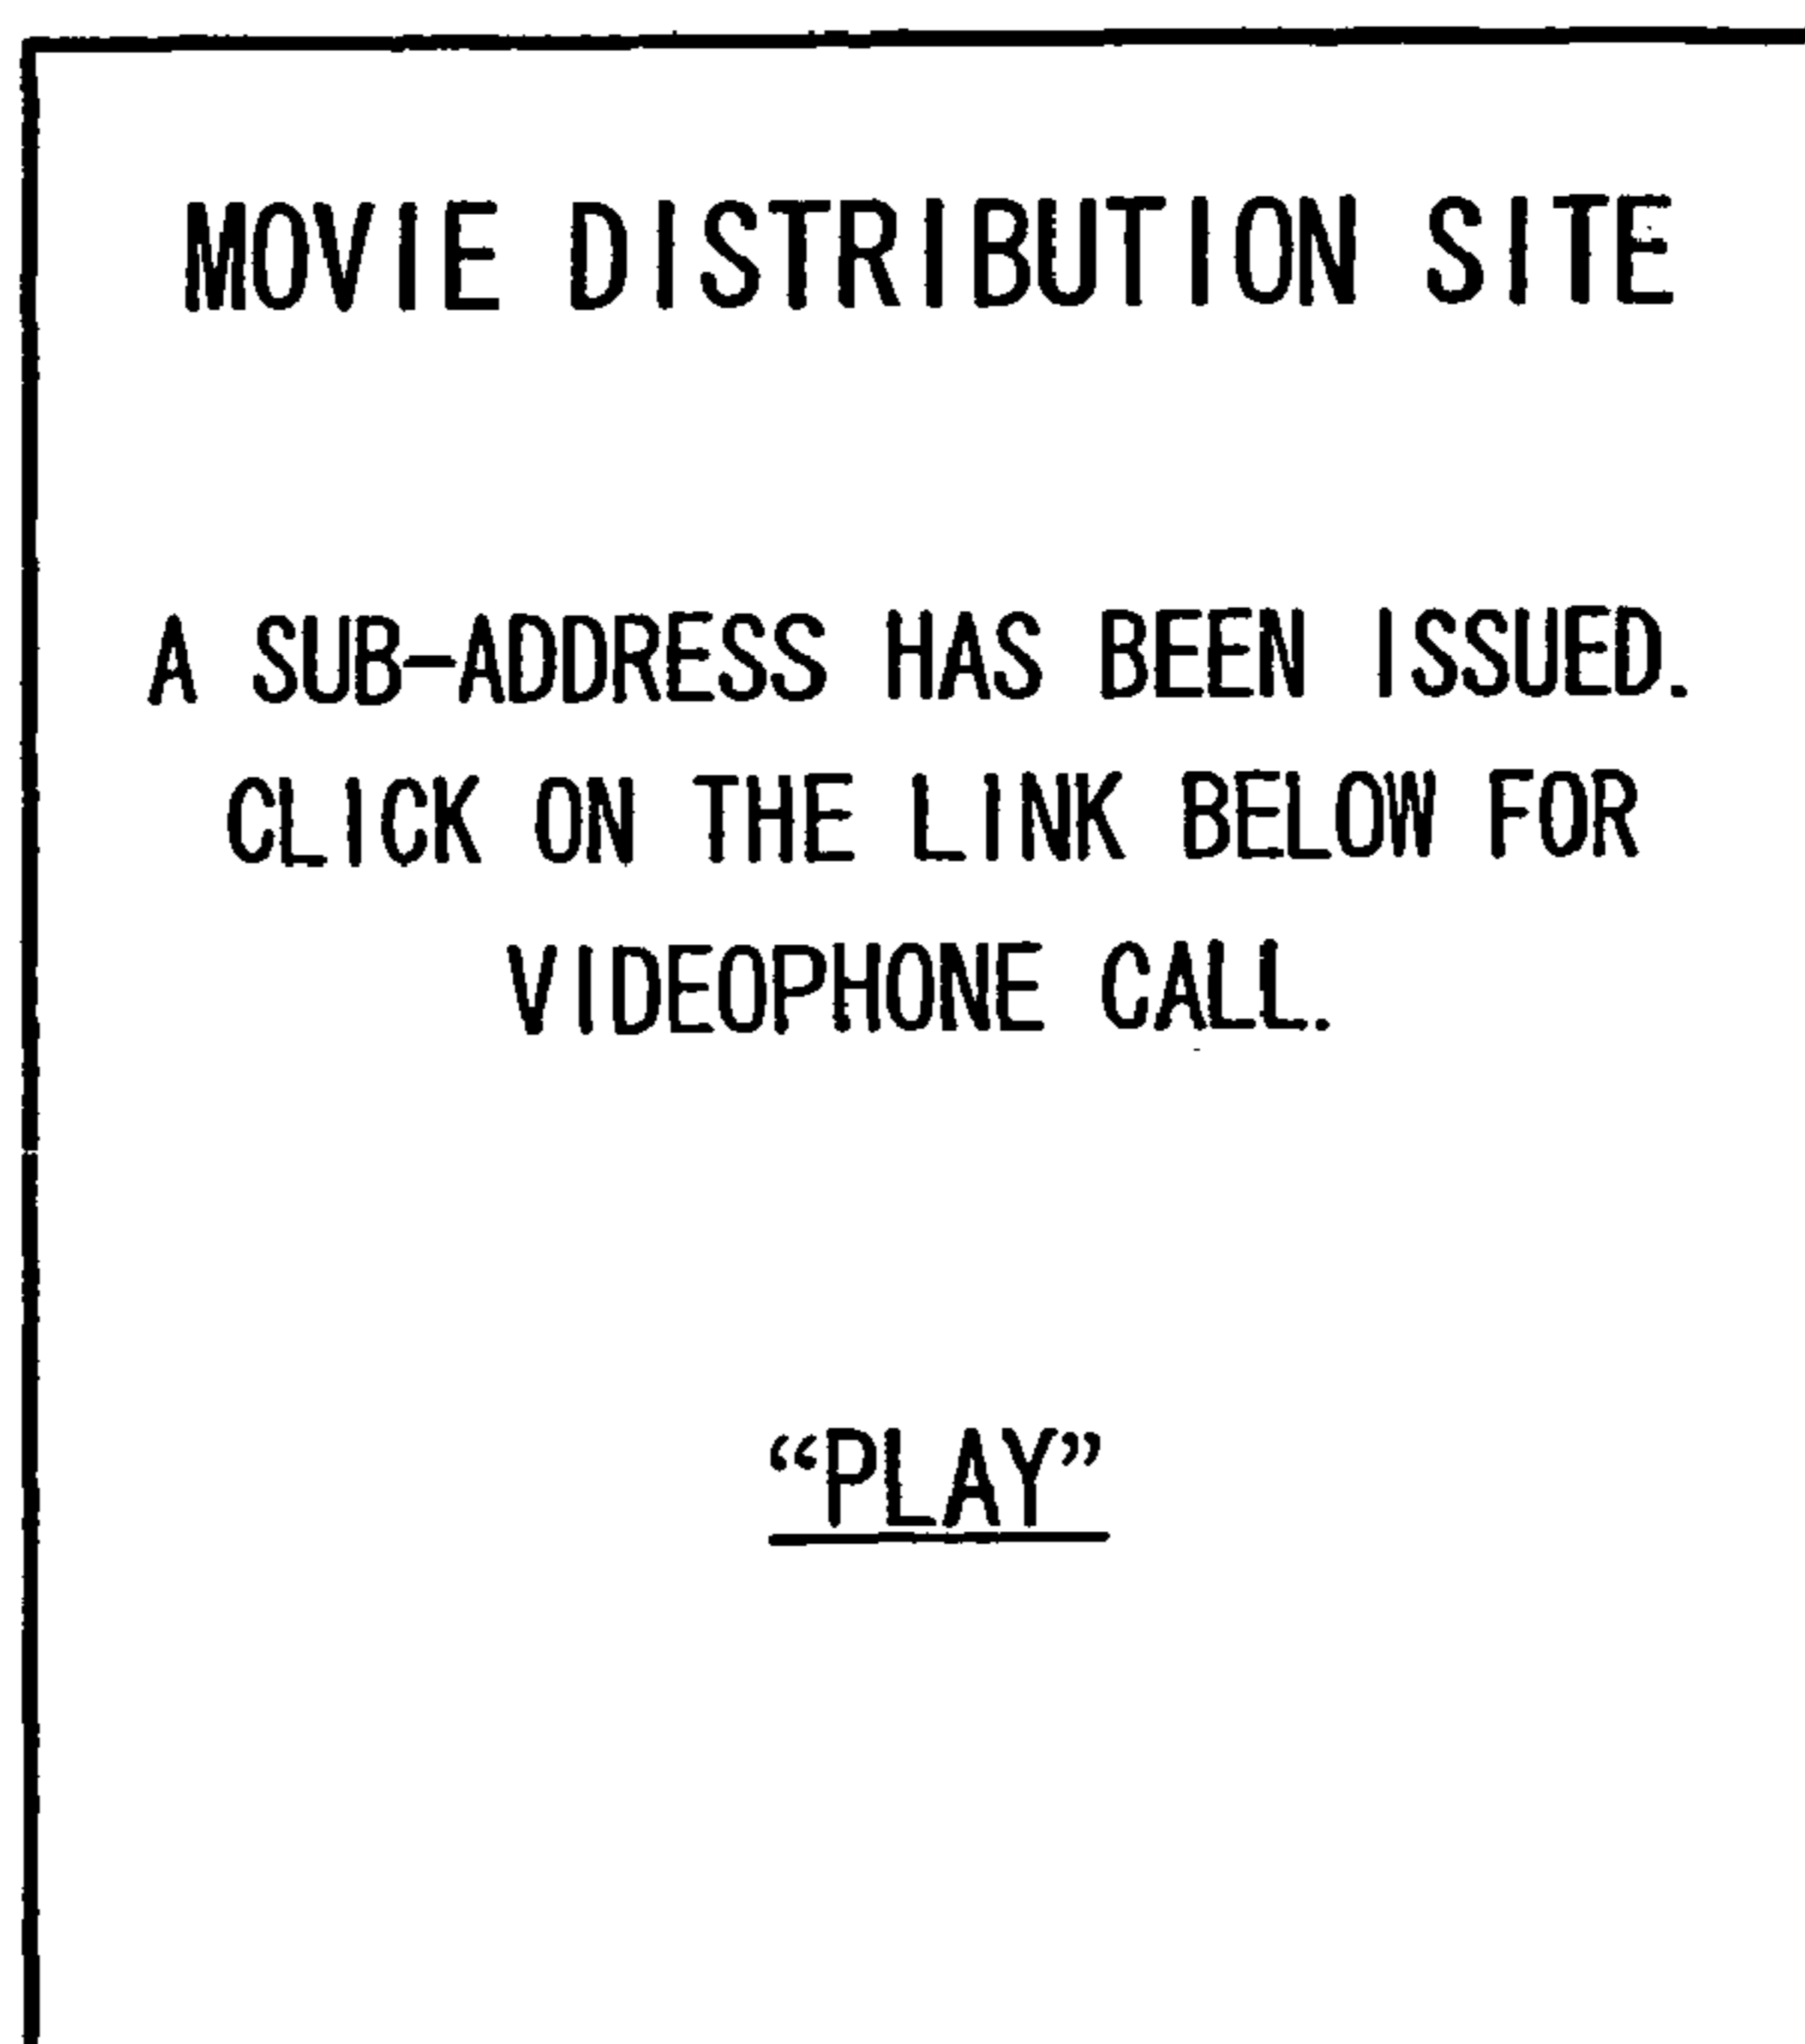 MOVIE DISTRIBUTION SITE
A SUB-ADDRESS HAS BEEN ISSUED.
CLICK ON THE LINK BELOW FOR
VIDEOPHONE CALL.
“PLAY”